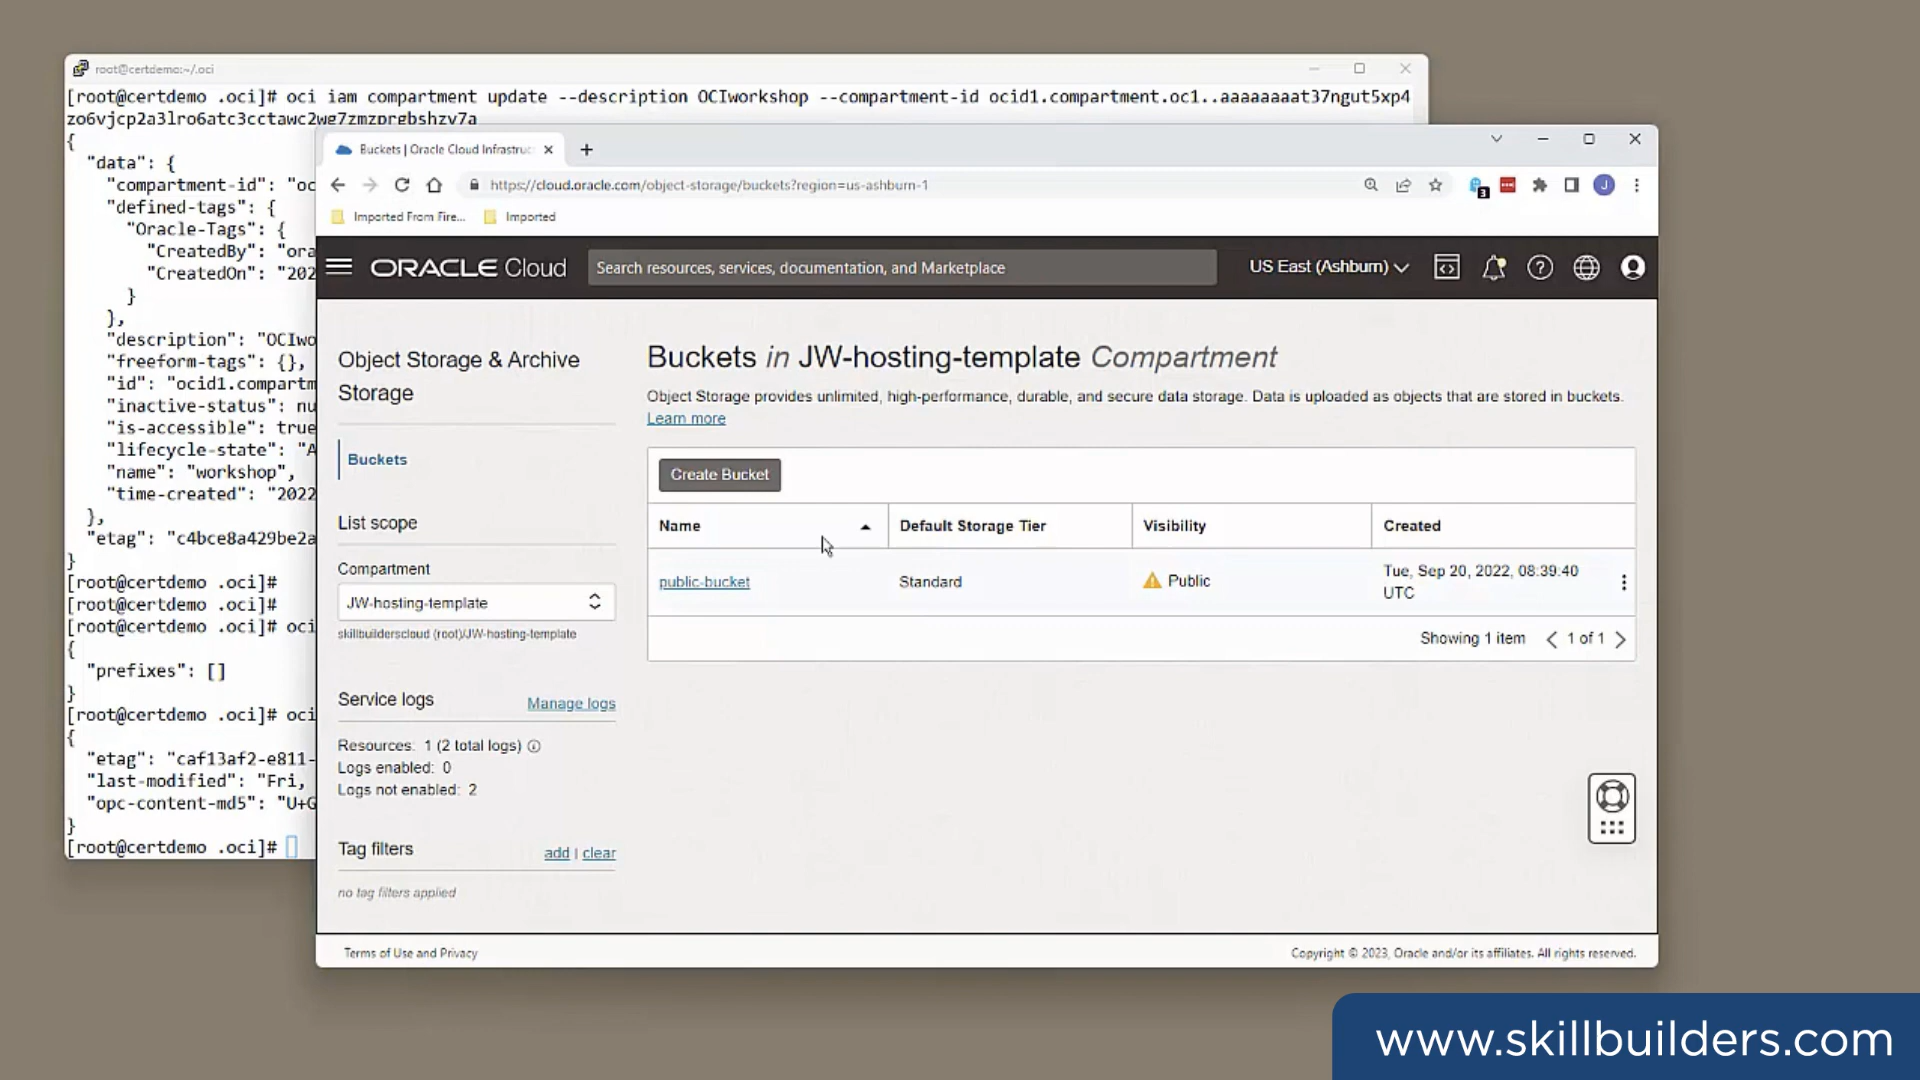 root@certdemo:~/.oci
[root@certdemo .oci]# oci iam compartment update --description OCIworkshop --compartment-id ocid1.compartment.oc1..aaaaaaaat37ngut5xp4
zo6vjcp2a3lro6atc3cctawc2wg7zmzprgbshzv7a
{
"data": {
"compartment-id": "oc
"defined-tags": {
"Oracle-Tags": {
"CreatedBy": "ora
"CreatedOn": "202
}
},
"description": "OCIwo
"freeform-tags": {},
"id": "ocid1.compartm
"inactive-status": nu
"is-accessible": true
"lifecycle-state": "A
"name": "workshop",
"time-created": "2022
},
"etag": "c4bce8a429be2a
}
[root@certdemo .oci]#
[root@certdemo .oci]#
[root@certdemo .oci]# oci
{
"prefixes": []
}
[root@certdemo .oci]# oci
{
"etag": "caf13af2-e811-
"last-modified": "Fri,
"opc-content-md5": "U+G
}
[root@certdemo .oci]#
Buckets | Oracle Cloud Infrastruc
https://cloud.oracle.com/object-storage/buckets?region=us-ashburn-1
3
J
Imported From Fire... Imported
ORACLE Cloud
Search resources, services, documentation, and Marketplace
US East (Ashburn)
Object Storage & Archive
Storage
Buckets
List scope
Compartment
JW-hosting-template
skillbuilderscloud (root)/JW-hosting-template
Service logs Manage logs
Resources: 1 (2 total logs)
Logs enabled: 0
Logs not enabled: 2
Tag filters add | clear
no tag filters applied
Buckets in JW-hosting-template Compartment
Object Storage provides unlimited, high-performance, durable, and secure data storage. Data is uploaded as objects that are stored in buckets.
Learn more
Create Bucket
Name Default Storage Tier Visibility Created
public-bucket Standard Public Tue, Sep 20, 2022, 08:39:40
UTC
Showing 1 item 1 of 1
Terms of Use and Privacy
Copyright © 2023, Oracle and/or its affiliates. All rights reserved.
www.skillbuilders.com